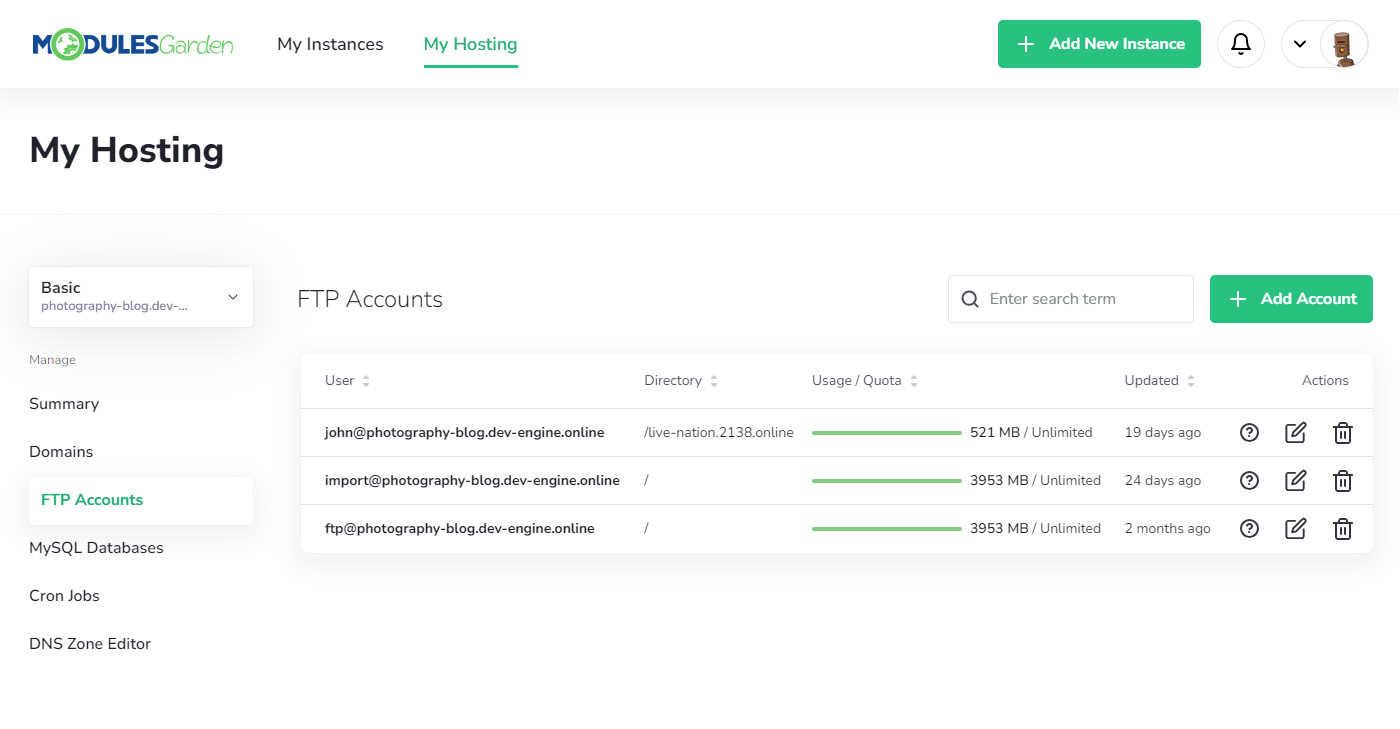 MODULESGarden My Instances My Hosting Add New Instance
My Hosting
Basic
photography-blog.dev-...
Manage
Summary
Domains
FTP Accounts
MySQL Databases
Cron Jobs
DNS Zone Editor
FTP Accounts Enter search term Add Account
User Directory Usage / Quota Updated Actions
john@photography-blog.dev-engine.online /live-nation.2138.online 521 MB / Unlimited 19 days ago
import@photography-blog.dev-engine.online / 3953 MB / Unlimited 24 days ago
ftp@photography-blog.dev-engine.online / 3953 MB / Unlimited 2 months ago